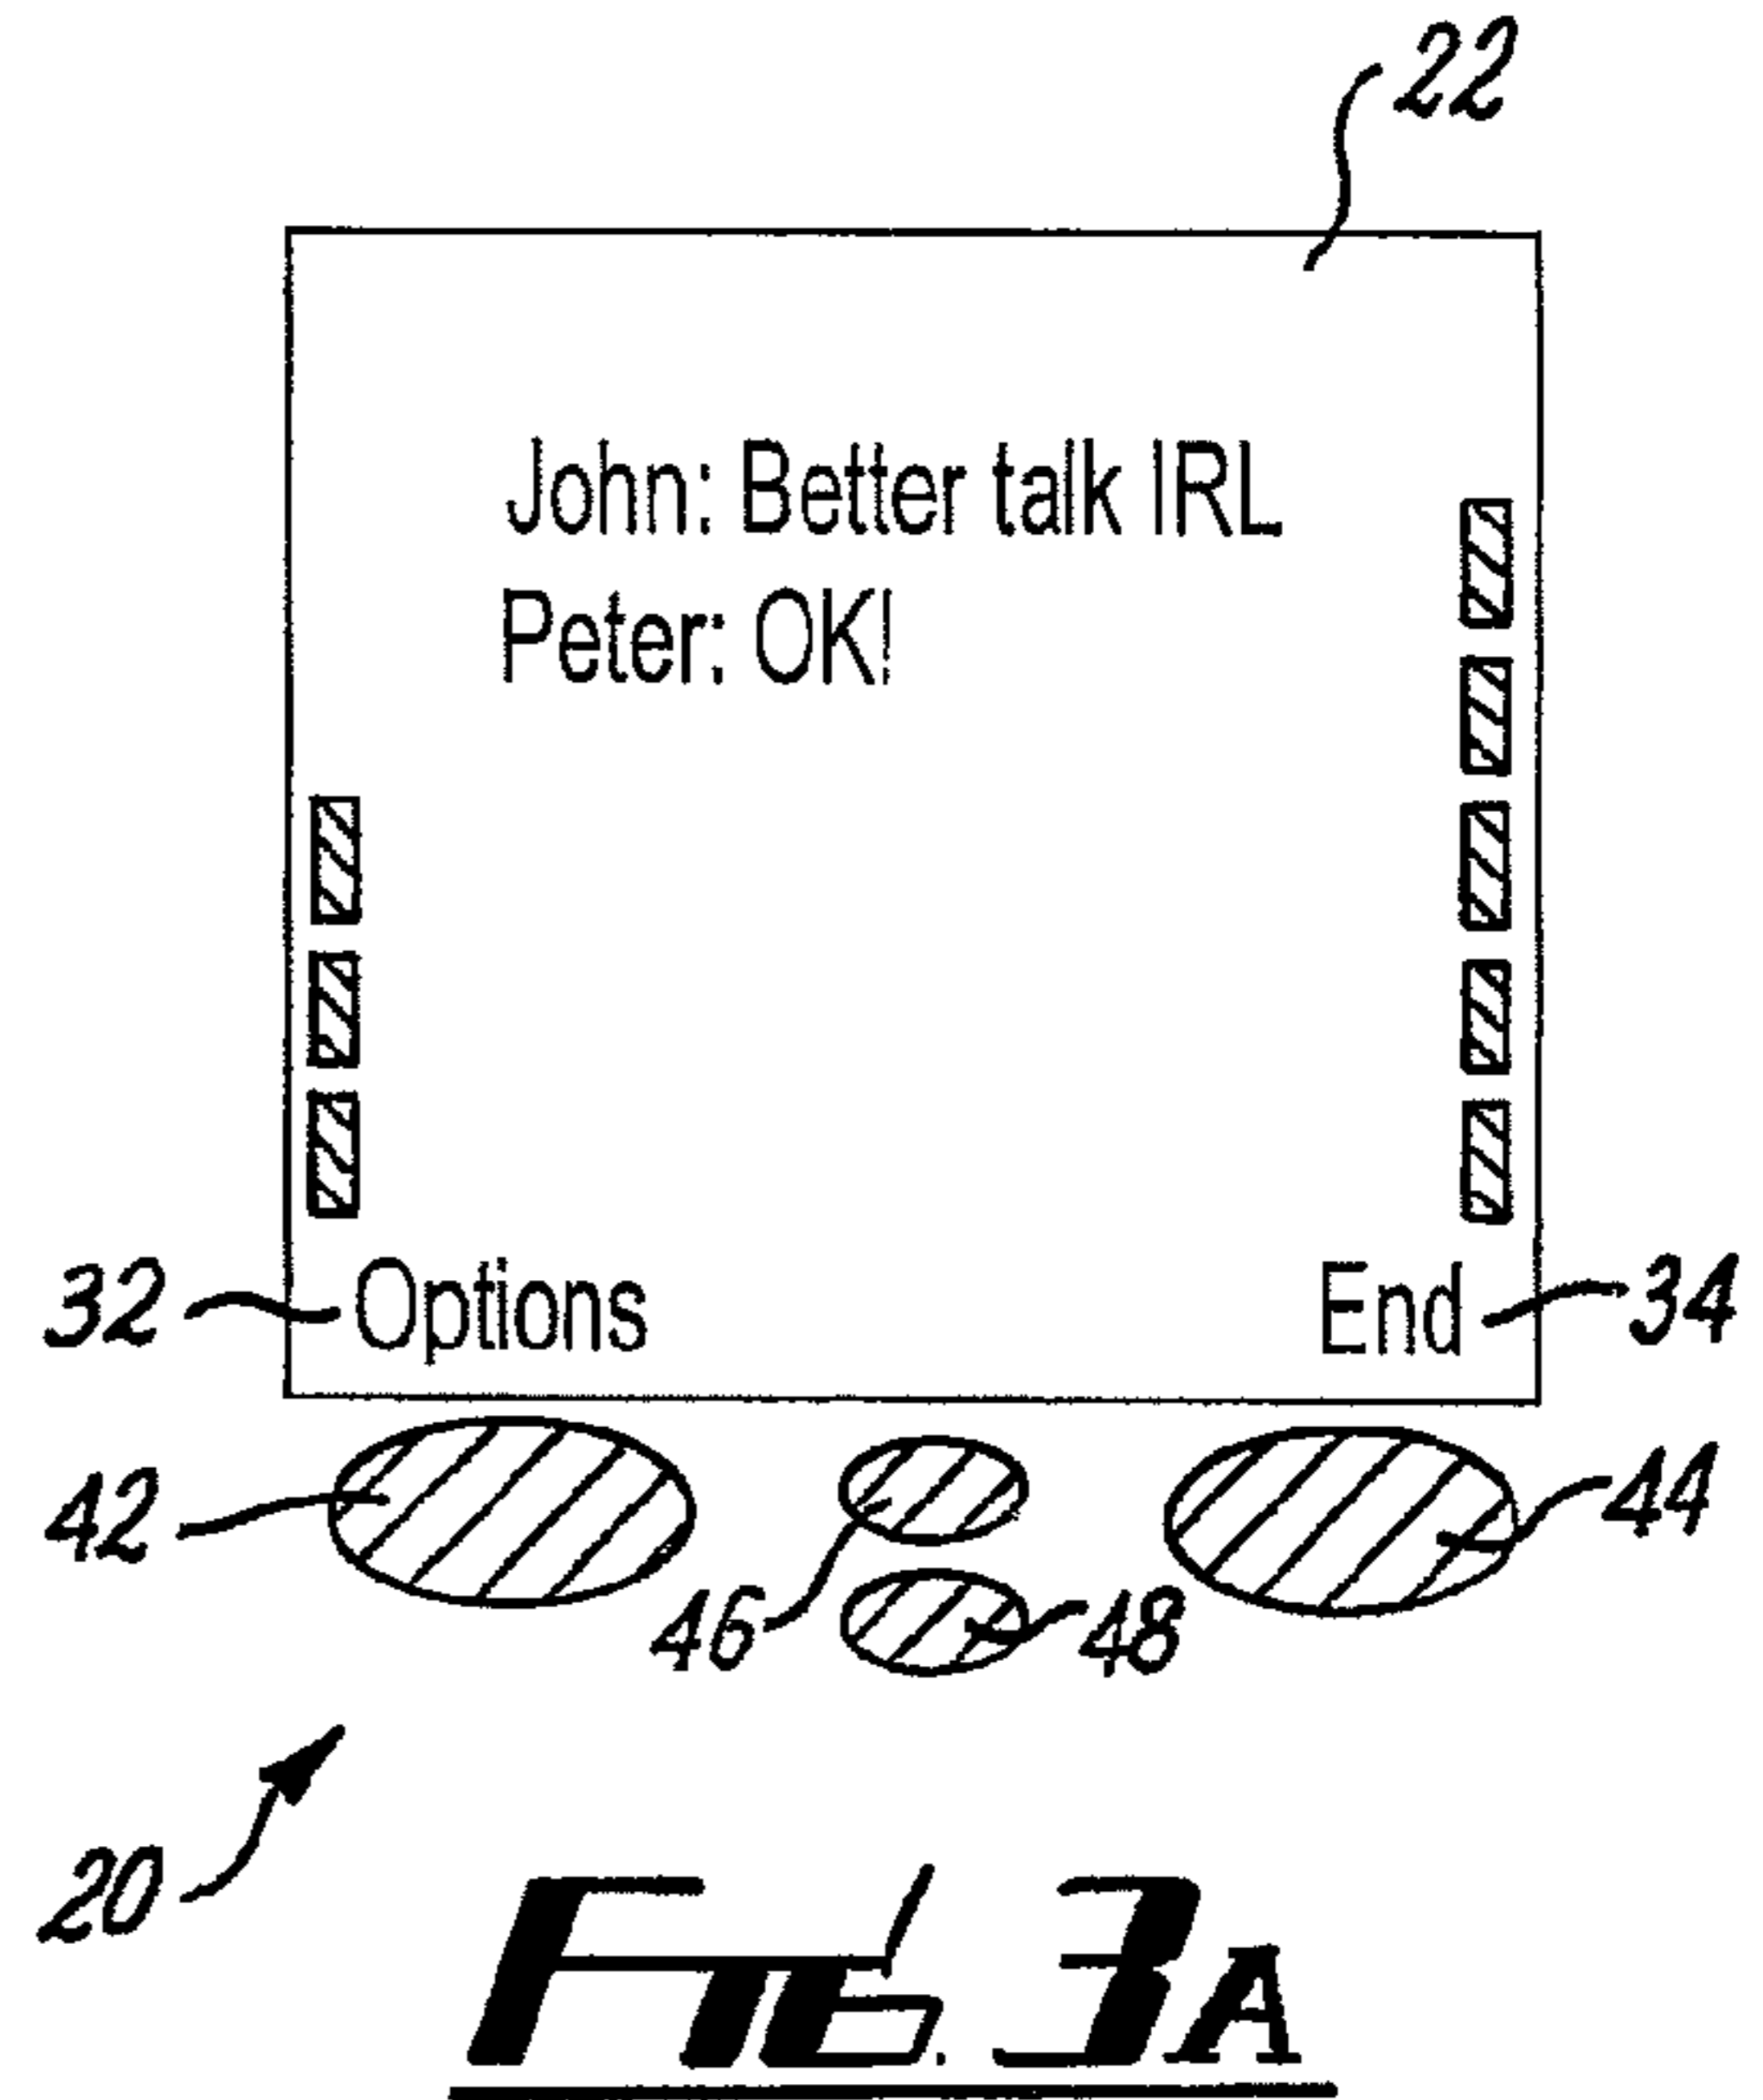 22
John: Better talk IRL
Peter: OK!
32 Options End 34
42 44
46 48
20
FIG. 3A